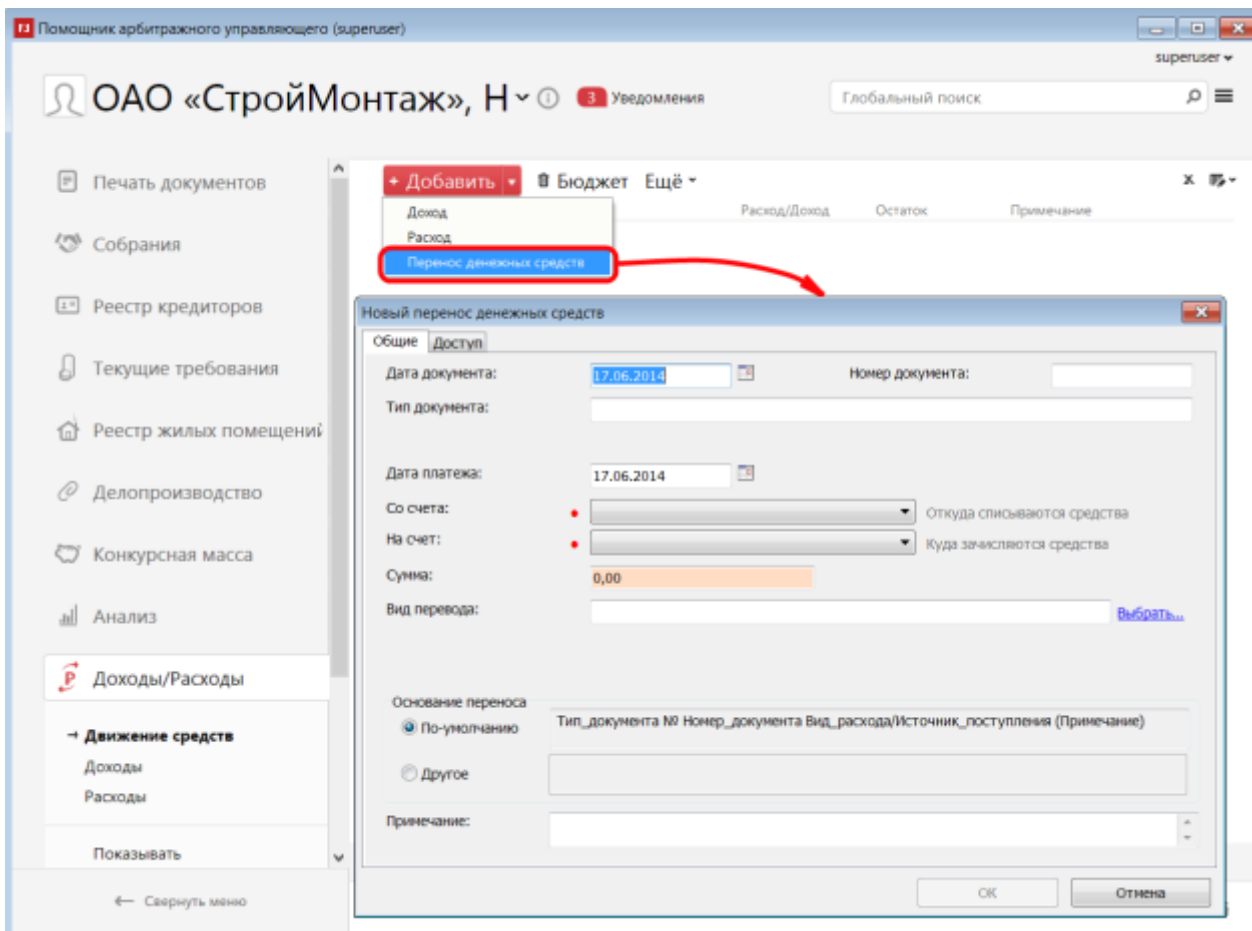 Помощник арбитражного управляющего (superuser)
superuser
ОАО «СтройМонтаж», Н
3 Уведомления
Глобальный поиск
Печать документов
Собрания
Реестр кредиторов
Текущие требования
Реестр жилых помещений
Делопроизводство
Конкурсная масса
Анализ
Доходы/Расходы
→ Движение средств
Доходы
Расходы
Показывать
← Свернуть меню
+ Добавить
Бюджет
Ещё
Расход/Доход
Остаток
Примечание
Доход
Расход
Перенос денежных средств
Новый перенос денежных средств
Общие
Доступ
Дата документа:
17.06.2014
Номер документа:
Тип документа:
Дата платежа:
17.06.2014
Со счета:
Откуда списываются средства
На счет:
Куда зачисляются средства
Сумма:
0,00
Вид перевода:
Выбрать...
Основание переноса
По-умолчанию
Тип_документа № Номер_документа Вид_расхода/Источник_поступления (Примечание)
Другое
Примечание:
ОК
Отмена